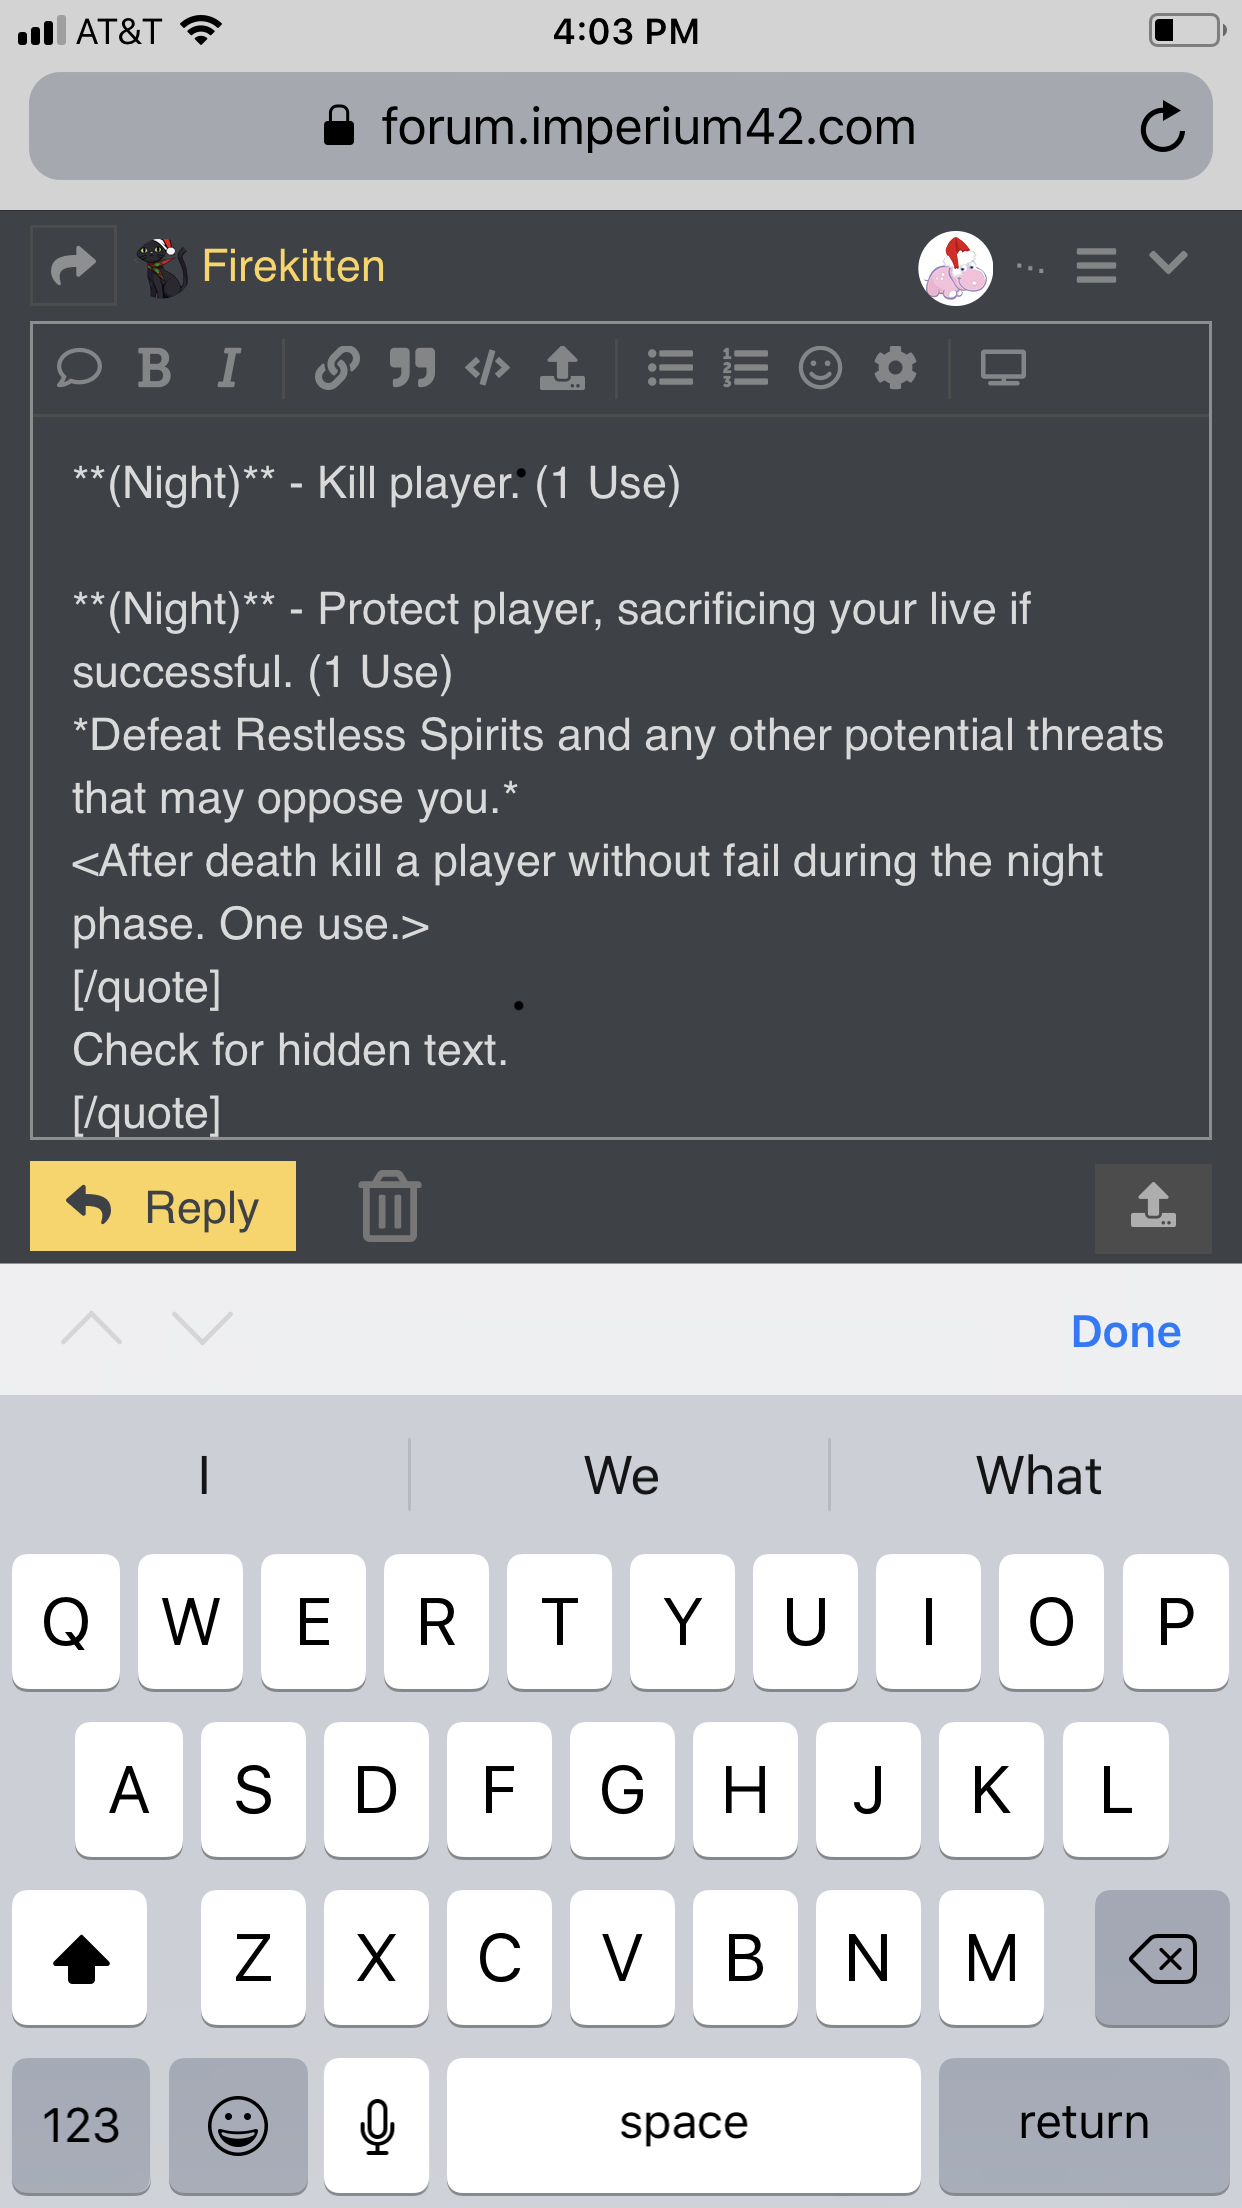 AT&T 4:03 PM
forum.imperium42.com
Firekitten
**(Night)** - Kill player. (1 Use)
**(Night)** - Protect player, sacrificing your live if
successful. (1 Use)
*Defeat Restless Spirits and any other potential threats
that may oppose you.*
<After death kill a player without fail during the night
phase. One use.>
[/quote]
Check for hidden text.
[/quote]
Reply
Done
I We What
Q W E R T Y U I O P
A S D F G H J K L
Z X C V B N M
123 space return